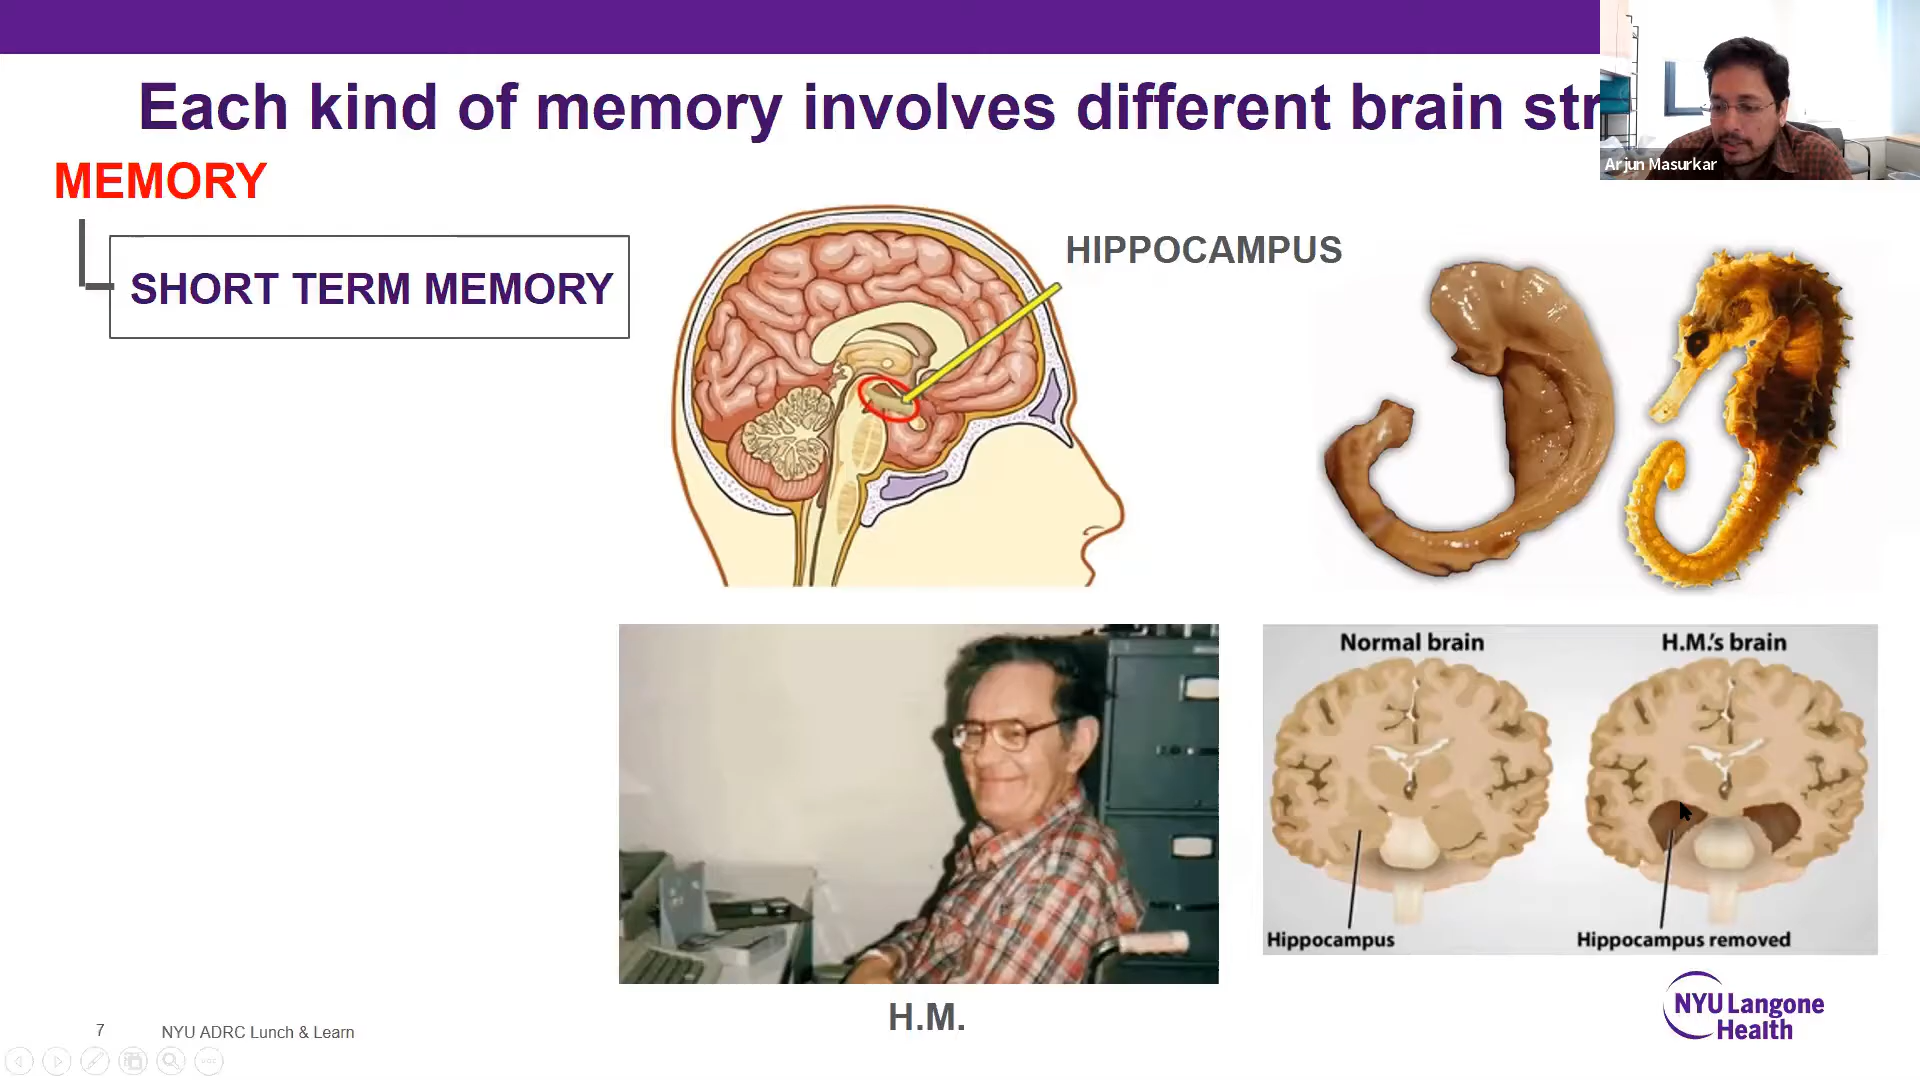 Each kind of memory involves different brain str
Arjun Masurkar
MEMORY
SHORT TERM MEMORY
HIPPOCAMPUS
Normal brain
H.M.'s brain
Hippocampus
Hippocampus removed
H.M.
7
NYU ADRC Lunch & Learn
NYU Langone
Health